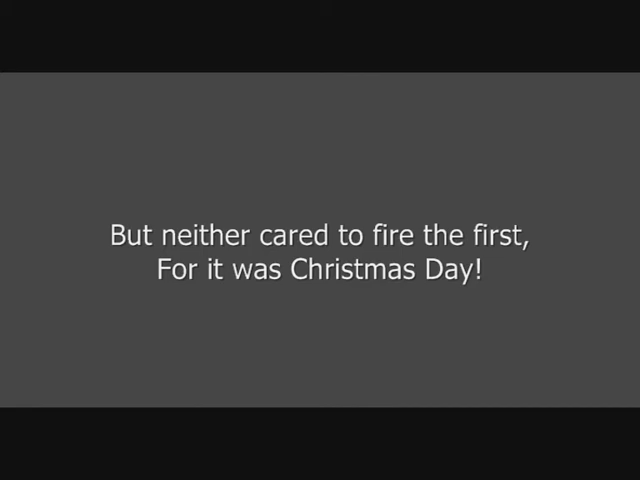 But neither cared to fire the first,
For it was Christmas Day!